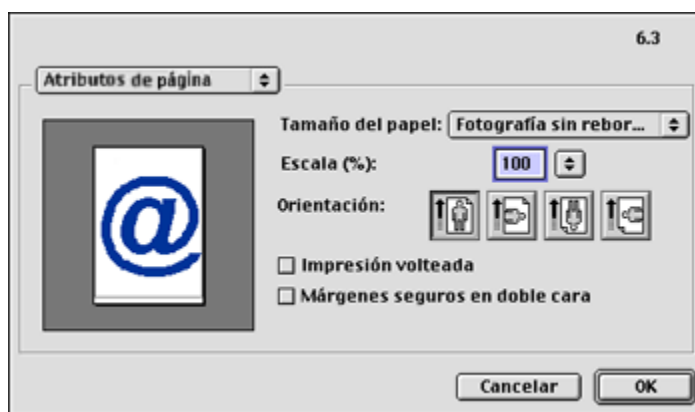 6.3
Atributos de página
Tamaño del papel: Fotografía sin rebor...
Escala (%): 100
Orientación:
@
Impresión volteada
Márgenes seguros en doble cara
Cancelar OK